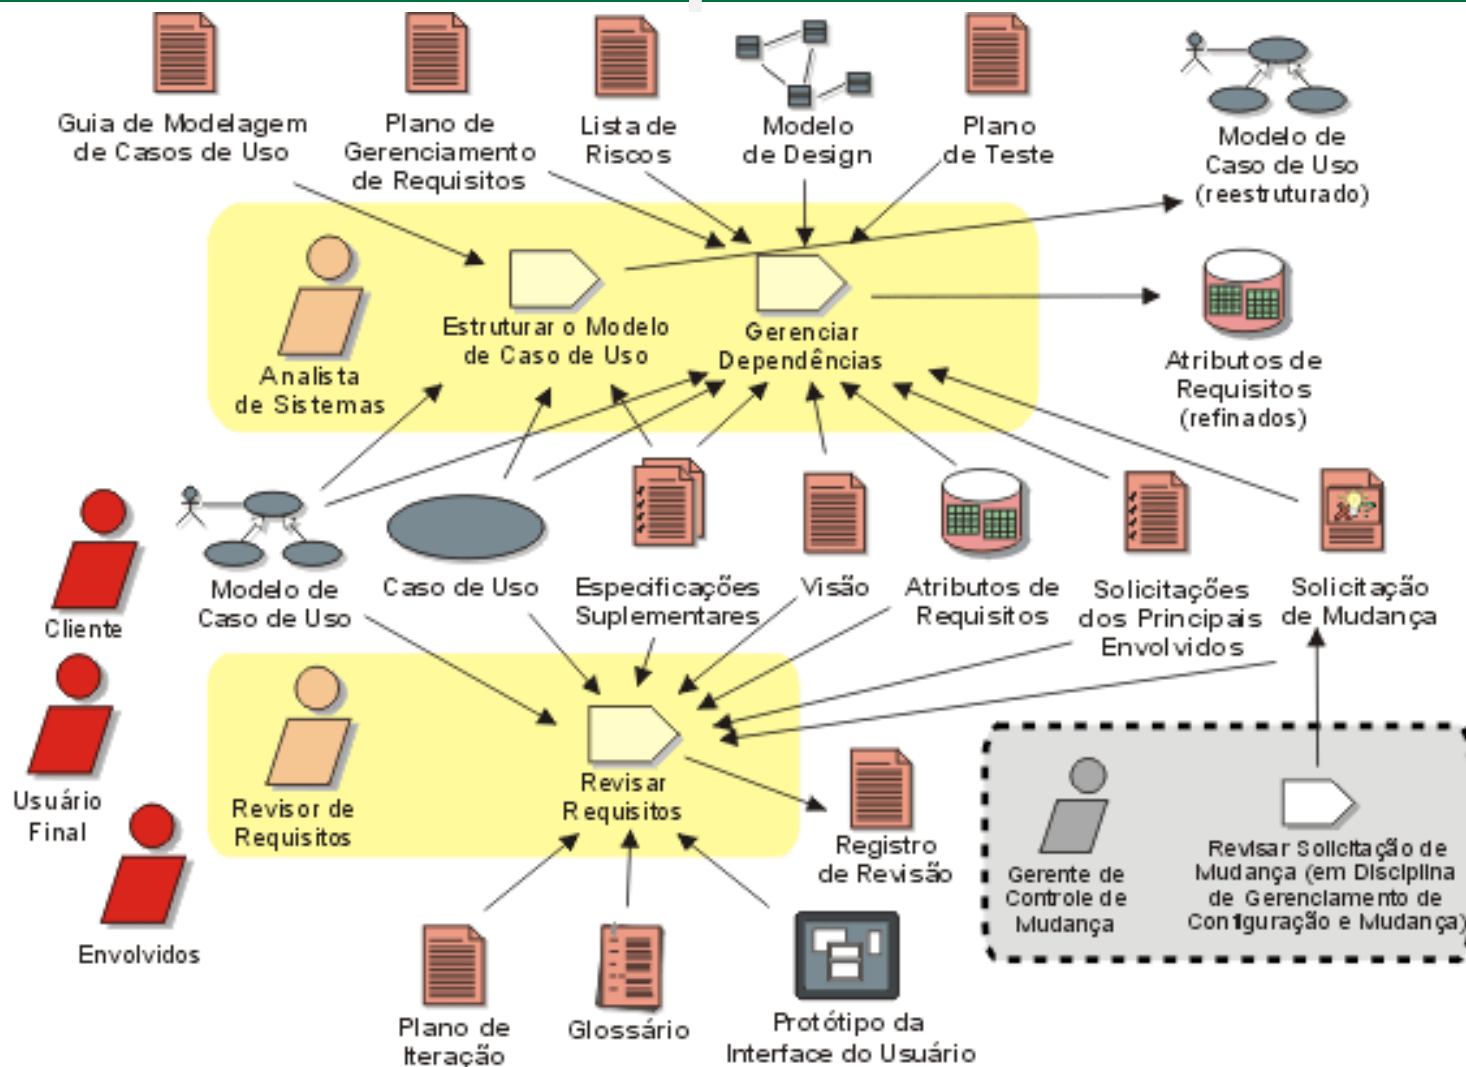 Guia de Modelagem
de Casos de Uso
Plano de
Gerenciamento
de Requisitos
Lista de
Riscos
Modelo
de Design
Plano
de Teste
Modelo de
Caso de Uso
(reestruturado)
Analista
de Sistemas
Estruturar o Modelo
de Caso de Uso
Gerenciar
Dependências
Atributos de
Requisitos
(refinados)
Cliente
Modelo de
Caso de Uso
Caso de Uso
Especificações
Suplementares
Visão
Atributos de
Requisitos
Solicitações
dos Principais
Envolvidos
Solicitação
de Mudança
Usuário
Final
Envolvidos
Revisor de
Requisitos
Revisar
Requisitos
Registro
de Revisão
Gerente de
Controle de
Mudança
Revisar Solicitação de
Mudança (em Disciplina
de Gerenciamento de
Configuração e Mudança)
Plano de
Iteração
Glossário
Protótipo da
Interface do Usuário